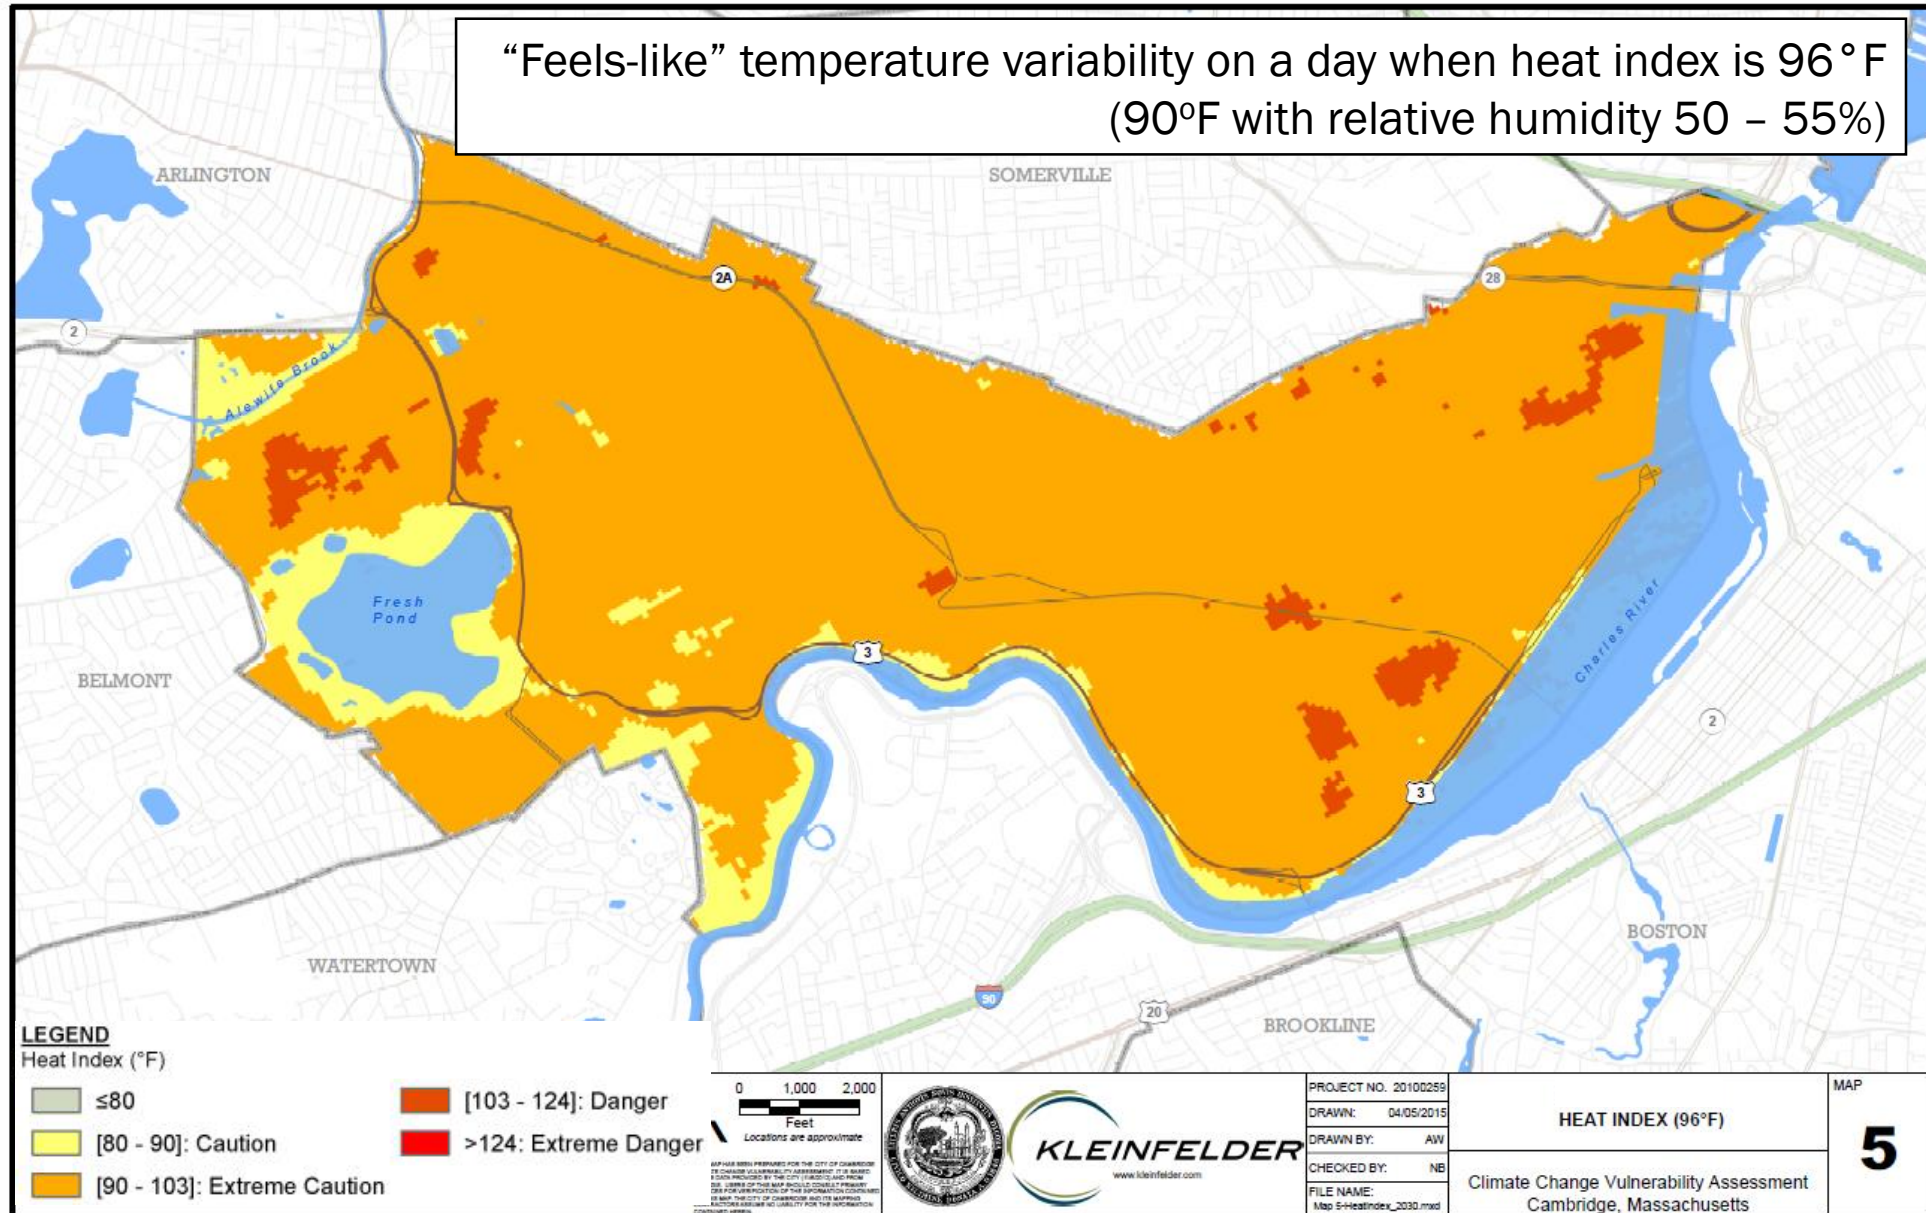 “Feels-like” temperature variability on a day when heat index is 96°F
(90ºF with relative humidity 50 – 55%)
ARLINGTON
SOMERVILLE
2A
28
2
Alewife Brook
Fresh
Pond
3
Charles River
BELMONT
2
3
BOSTON
WATERTOWN
90
20
BROOKLINE
LEGEND
Heat Index (°F)
≤80
[80 - 90]: Caution
[90 - 103]: Extreme Caution
[103 - 124]: Danger
>124: Extreme Danger
0 1,000 2,000
Feet
Locations are approximate
KLEINFELDER
www.kleinfelder.com
PROJECT NO. 20100259
DRAWN: 04/05/2015
DRAWN BY: AW
CHECKED BY: NB
FILE NAME:
Map 5-HeatIndex_2030.mxd
HEAT INDEX (96°F)
Climate Change Vulnerability Assessment
Cambridge, Massachusetts
MAP
5